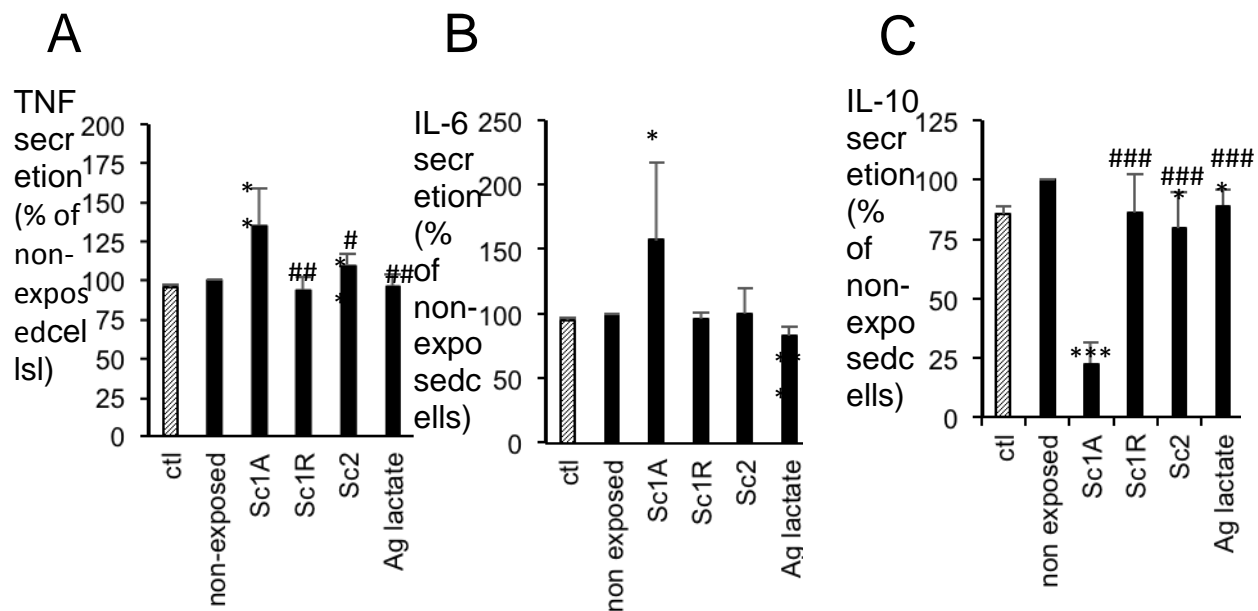 A
TNF
secr
etion
(% of
non-
expos
edcel
lsl)
200
175
150
125
100
75
50
25
0
*
*
##
#
*
*
##
ctl
non-exposed
Sc1A
Sc1R
Sc2
Ag lactate
B
IL-6
secr
etion
(%
of
non-
expo
sedc
ells)
250
200
150
100
50
0
*
**
*
ctl
non exposed
Sc1A
Sc1R
Sc2
Ag lactate
C
IL-10
secr
etion
(%
of
non-
expo
sedc
ells)
125
100
75
50
25
0
***
###
###
*
###
*
ctl
non exposed
Sc1A
Sc1R
Sc2
Ag lactate